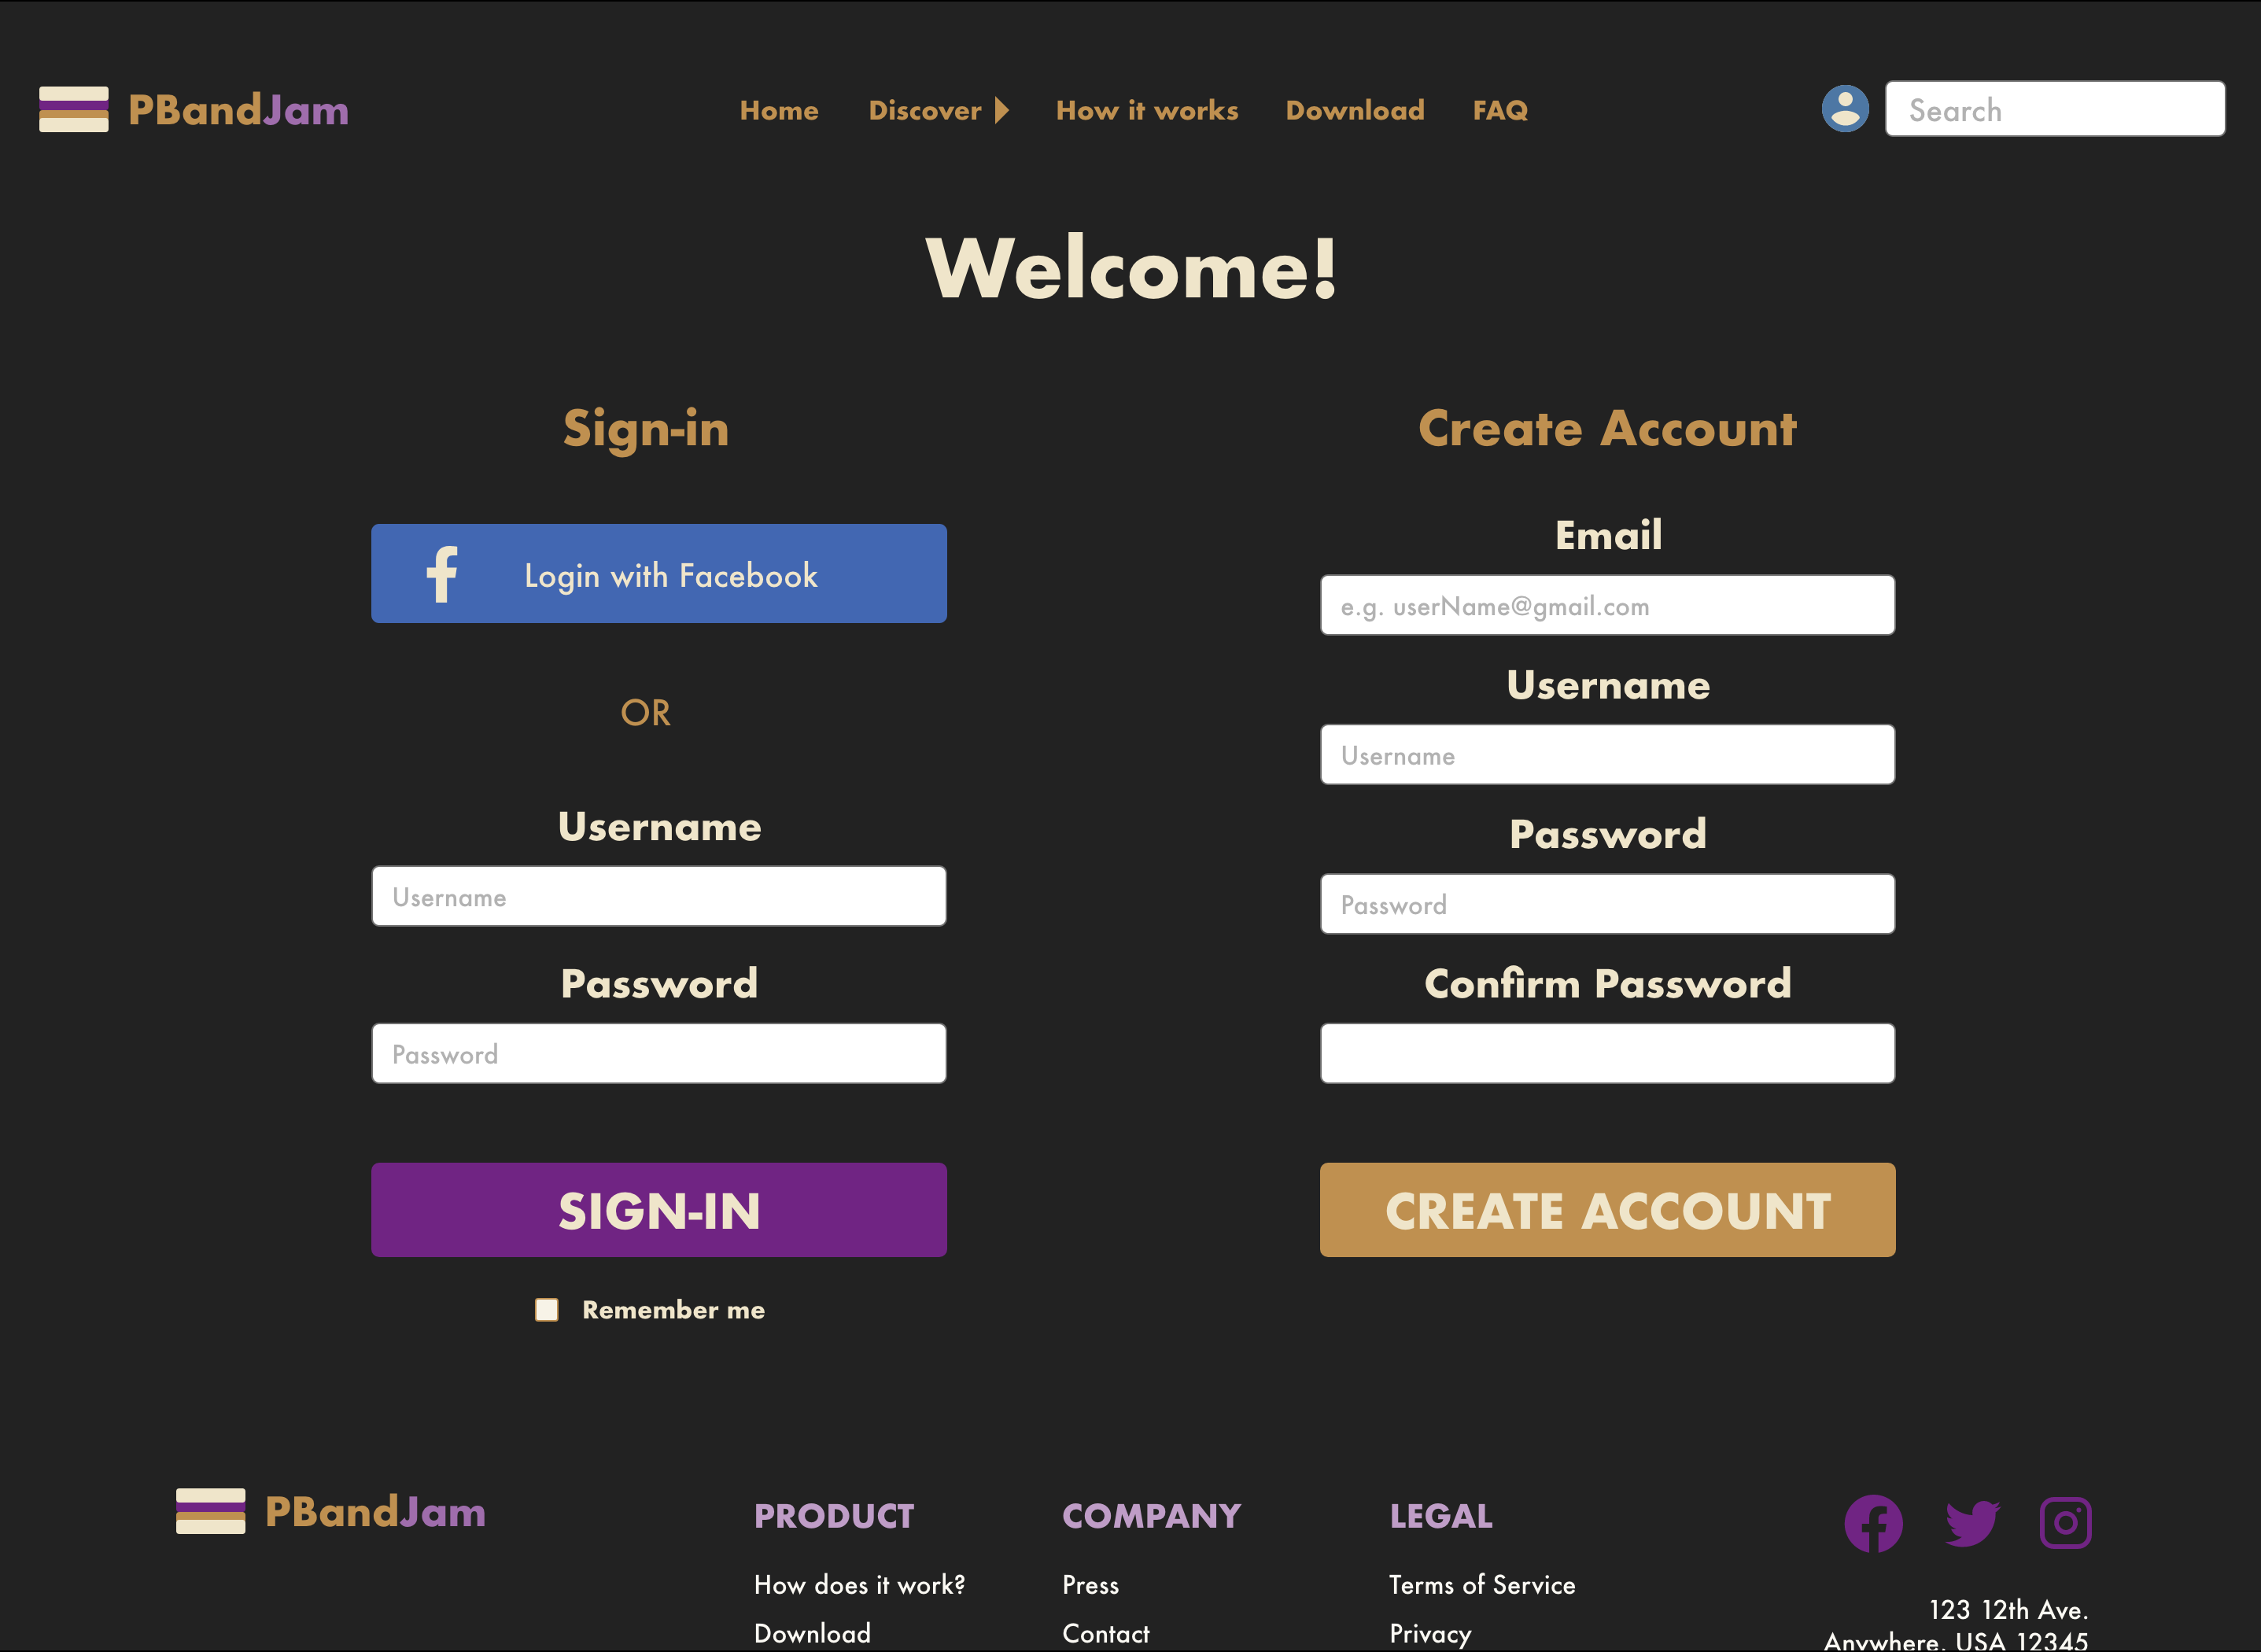 PBandJam
Home Discover How it works Download FAQ
Search
Welcome!
Sign-in
Login with Facebook
OR
Username
Username
Password
Password
SIGN-IN
Remember me
Create Account
Email
e.g. userName@gmail.com
Username
Username
Password
Password
Confirm Password
CREATE ACCOUNT
PBandJam
PRODUCT
How does it work?
Download
COMPANY
Press
Contact
LEGAL
Terms of Service
Privacy
123 12th Ave.
Anywhere, USA 12345